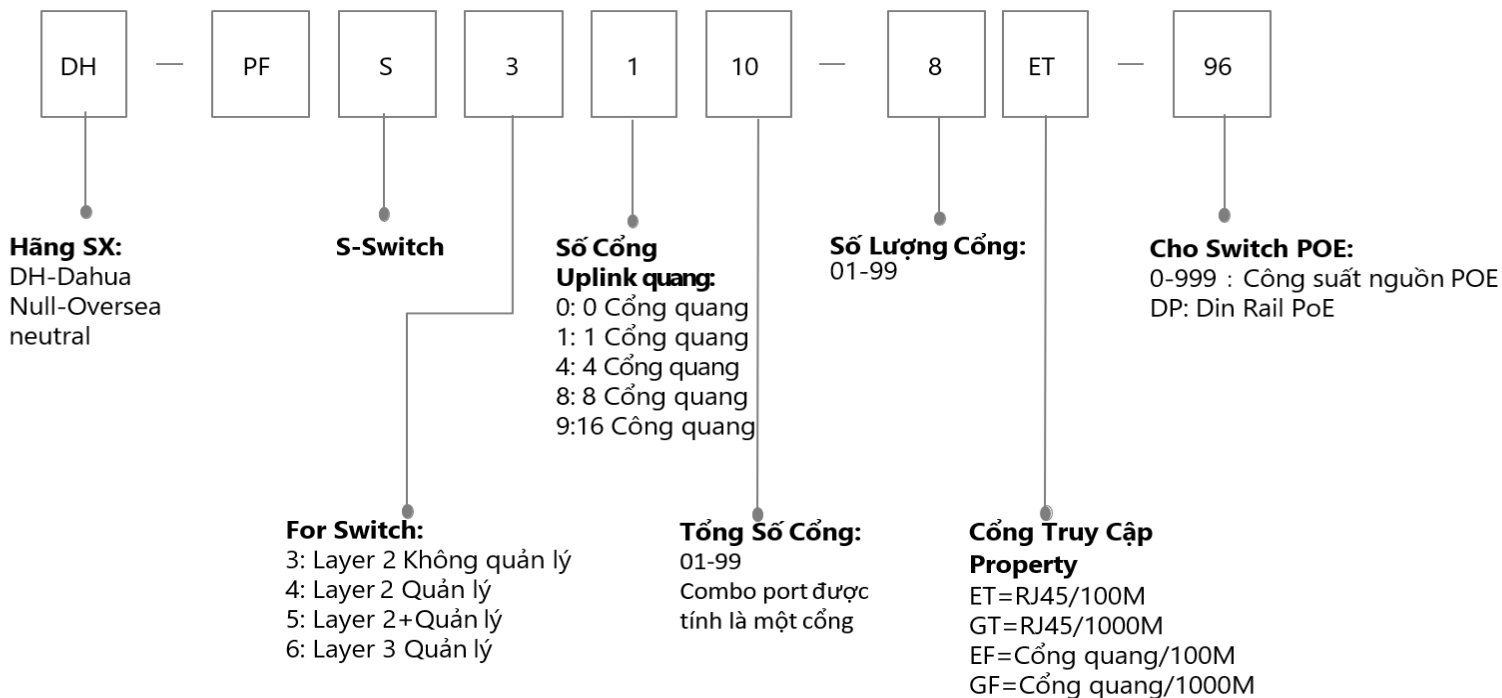 DH — PF S 3 1 10 — 8 ET — 96
Hãng SX:
DH-Dahua
Null-Oversea
neutral
S-Switch
Số Cổng
Uplink quang:
0: 0 Cổng quang
1: 1 Cổng quang
4: 4 Cổng quang
8: 8 Cổng quang
9:16 Công quang
Số Lượng Cổng:
01-99
Cho Switch POE:
0-999 : Công suất nguồn POE
DP: Din Rail PoE
For Switch:
3: Layer 2 Không quản lý
4: Layer 2 Quản lý
5: Layer 2+Quản lý
6: Layer 3 Quản lý
Tổng Số Cổng:
01-99
Combo port được
tính là một cổng
Cổng Truy Cập
Property
ET=RJ45/100M
GT=RJ45/1000M
EF=Cổng quang/100M
GF=Cổng quang/1000M